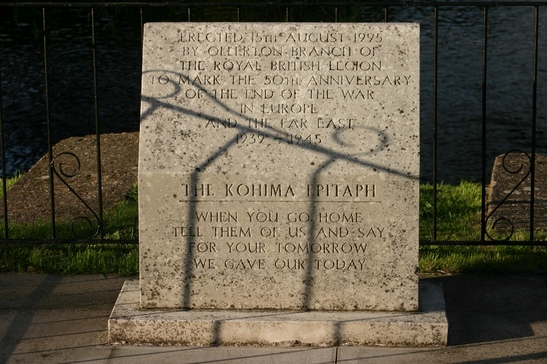 ERECTED 15TH AUGUST 1995
BY OLLERTON BRANCH OF
THE ROYAL BRITISH LEGION
TO MARK THE 50TH ANNIVERSARY
OF THE END OF THE WAR
IN EUROPE
AND THE FAR EAST
1939 - 1945
THE KOHIMA EPITAPH
WHEN YOU GO HOME
TELL THEM OF US AND SAY
FOR YOUR TOMORROW
WE GAVE OUR TODAY